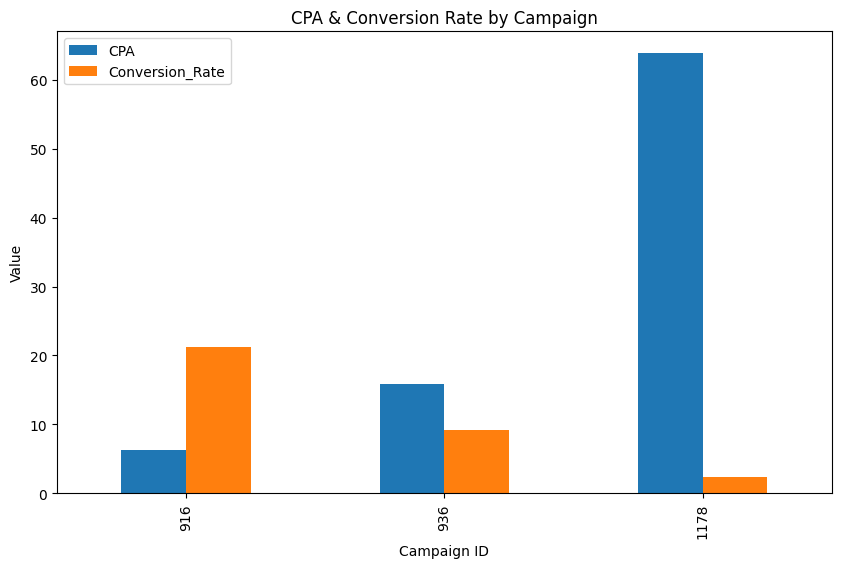 CPA & Conversion Rate by Campaign
CPA
Conversion_Rate
60
50
40
30
20
10
0
Value
916
936
1178
Campaign ID